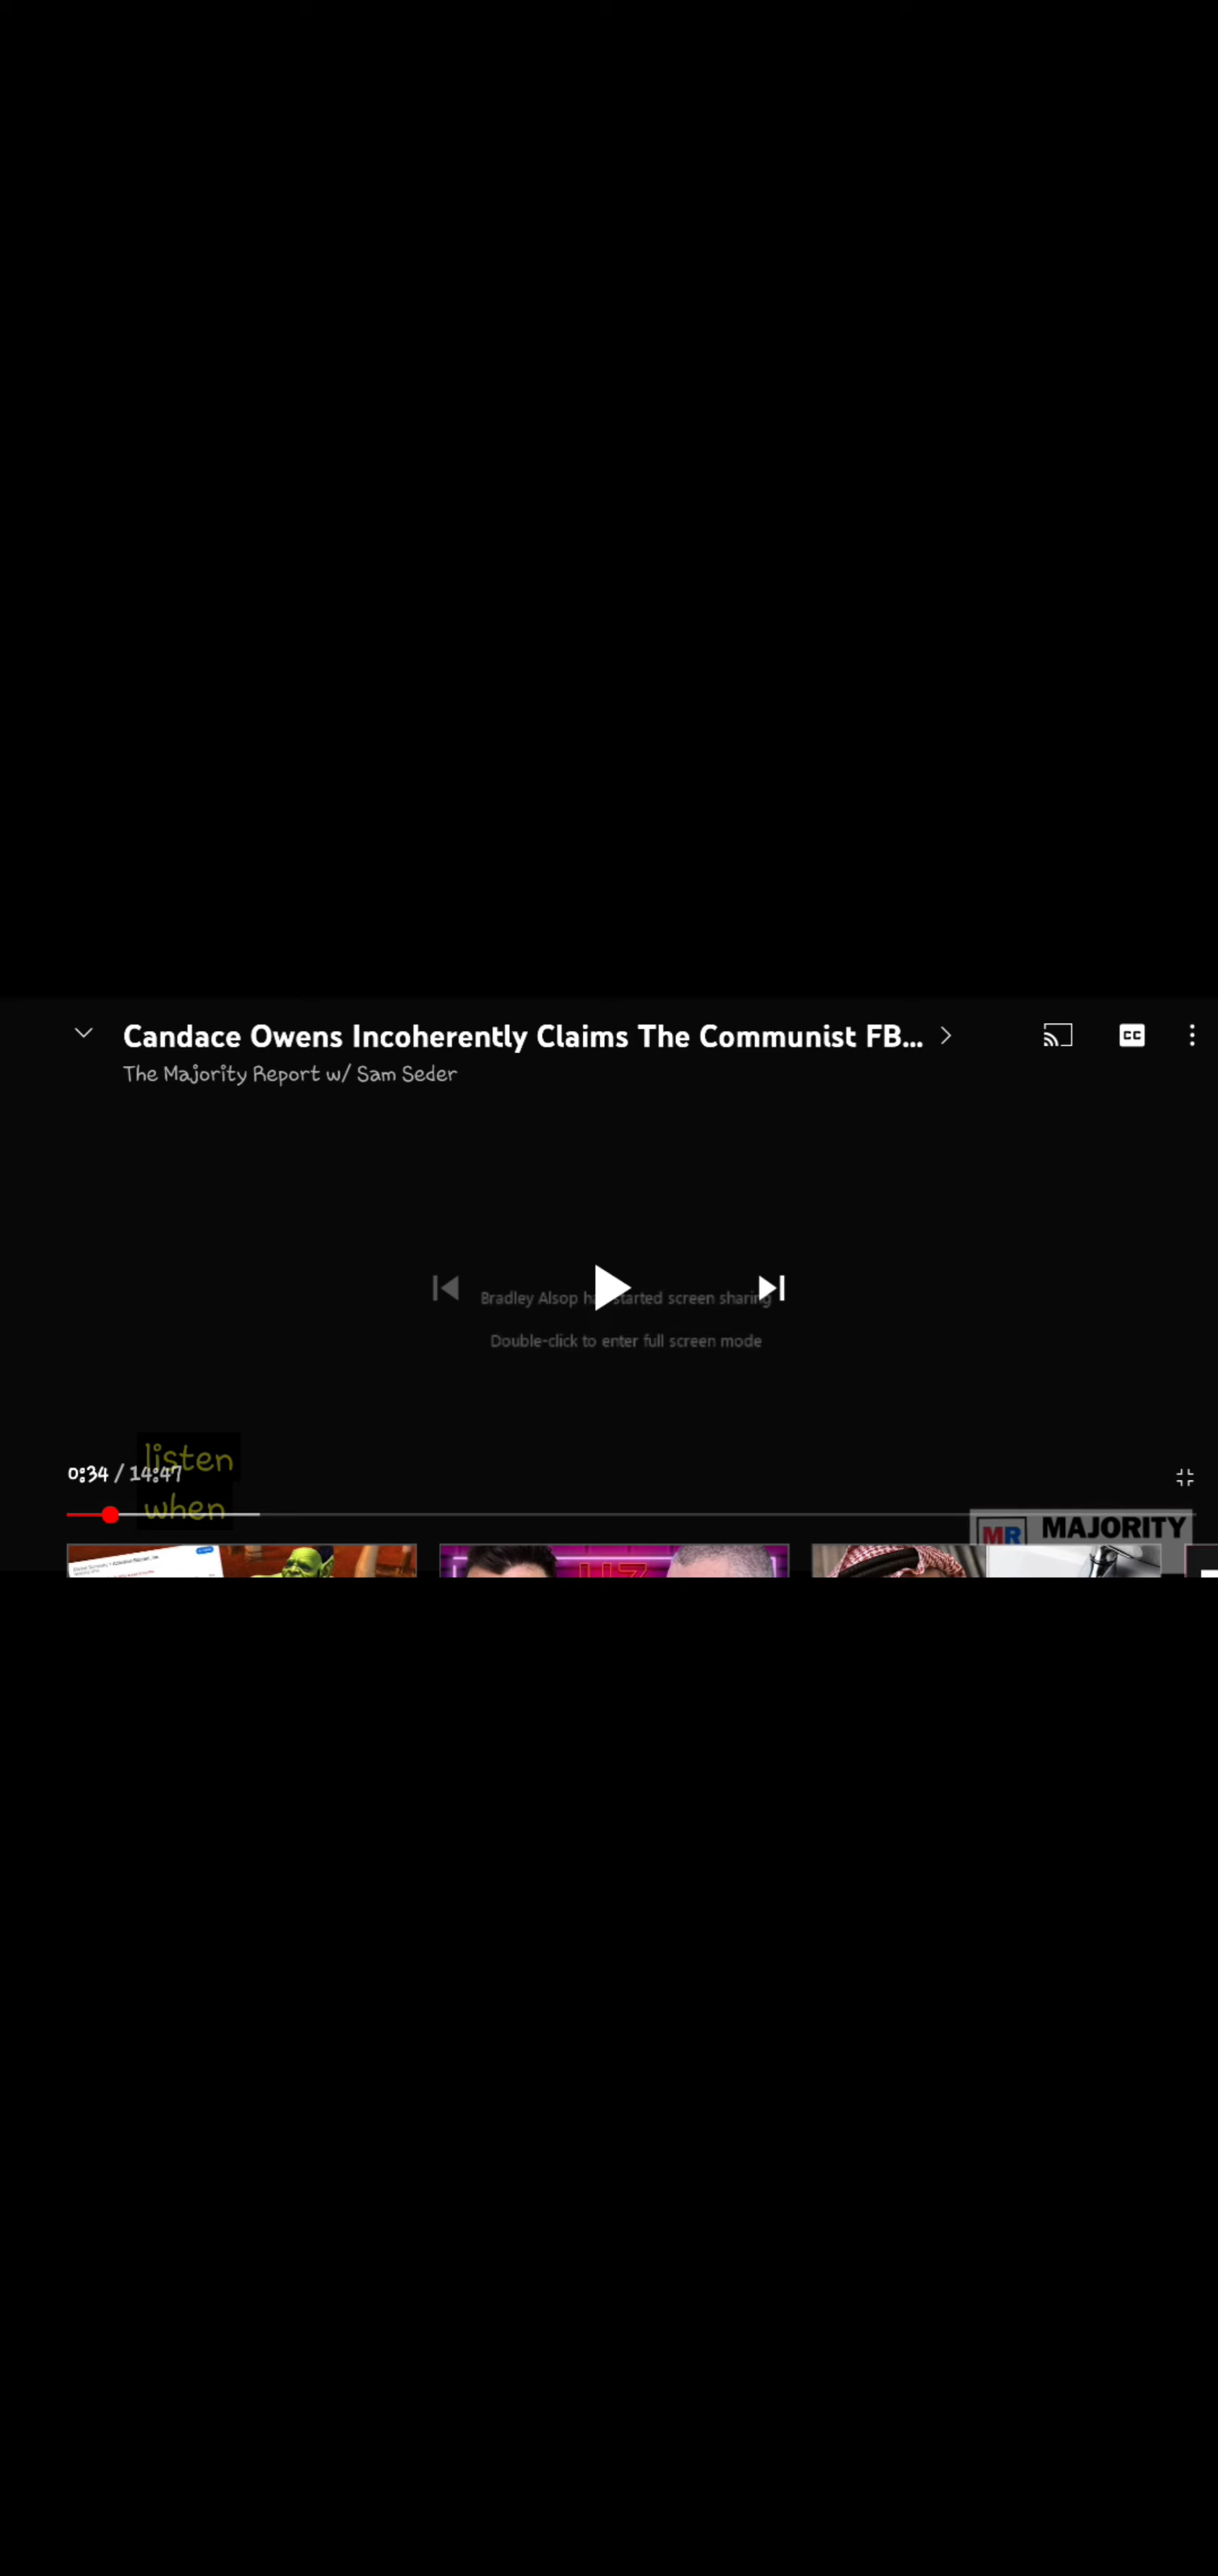 Candace Owens Incoherently Claims The Communist FB...
The Majority Report w/ Sam Seder
Bradley Alsop started screen sharing
Double-click to enter full screen mode
listen
0:34 / 14:47
when
MR MAJORITY